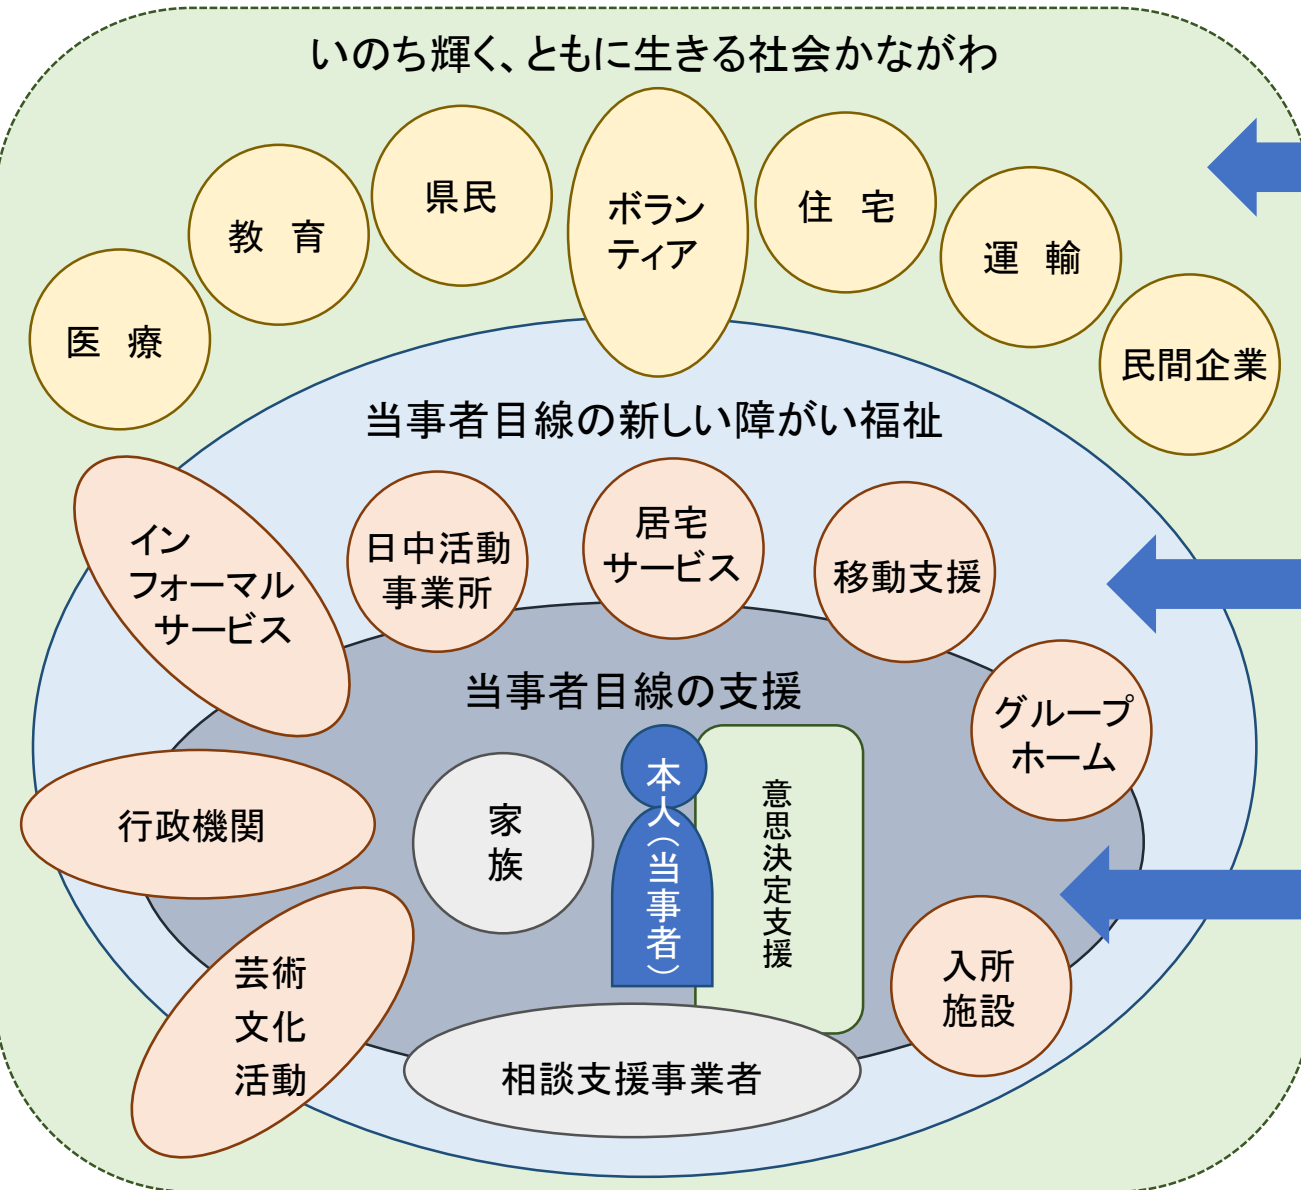 いのち輝く、ともに生きる社会かながわ
医　療
教　育
県民
ボラン
ティア
住　宅
運　輸
民間企業
当事者目線の新しい障がい福祉
イン
フォーマル
サービス
日中活動
事業所
居宅
サービス
移動支援
グループ
ホーム
当事者目線の支援
行政機関
家
族
本人（当事者）
意思決定支援
芸術
文化
活動
入所
施設
相談支援事業者